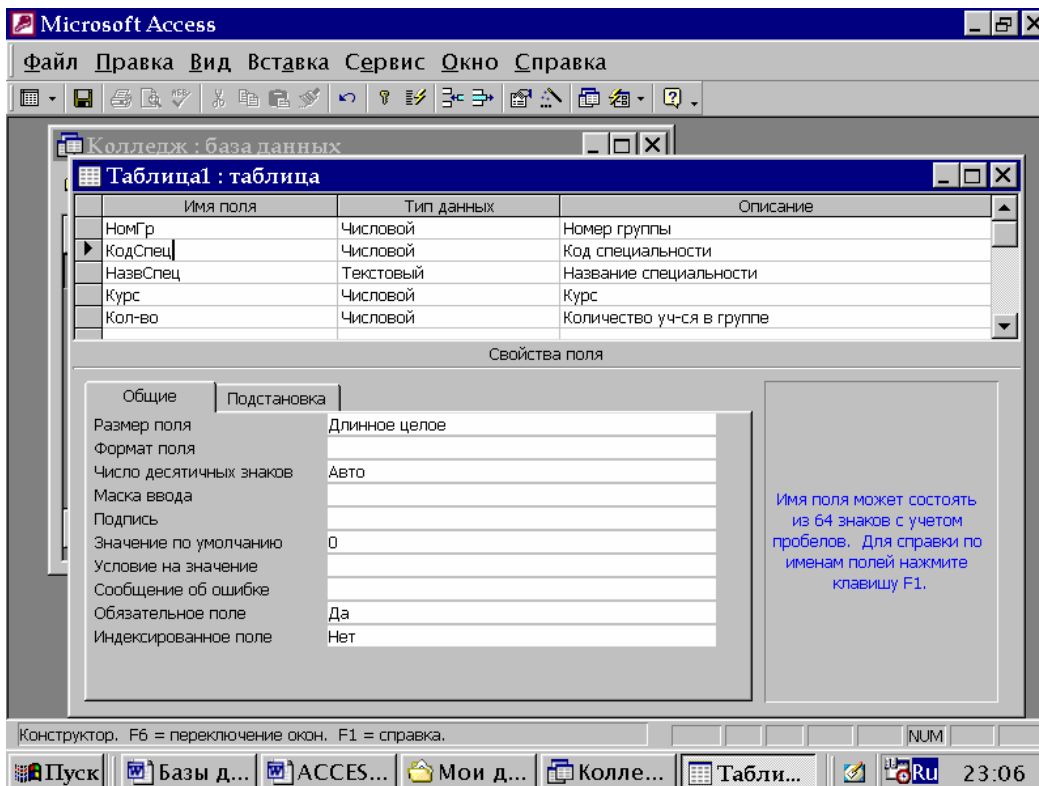 Microsoft Access
Файл Правка Вид Вставка Сервис Окно Справка
Колледж : база данных
Таблица1 : таблица
Имя поля Тип данных Описание
НомГр Числовой Номер группы
КодСпец Числовой Код специальности
НазвСпец Текстовый Название специальности
Курс Числовой Курс
Кол-во Числовой Количество уч-ся в группе
Свойства поля
Общие Подстановка
Размер поля Длинное целое
Формат поля
Число десятичных знаков Авто
Маска ввода
Подпись
Значение по умолчанию 0
Условие на значение
Сообщение об ошибке
Обязательное поле Да
Индексированное поле Нет
Имя поля может состоять
из 64 знаков с учетом
пробелов. Для справки по
именам полей нажмите
клавишу F1.
Конструктор. F6 = переключение окон. F1 = справка. NUM
Пуск Базы д... ACCES... Мои д... Колле... Табли... Ru 23:06